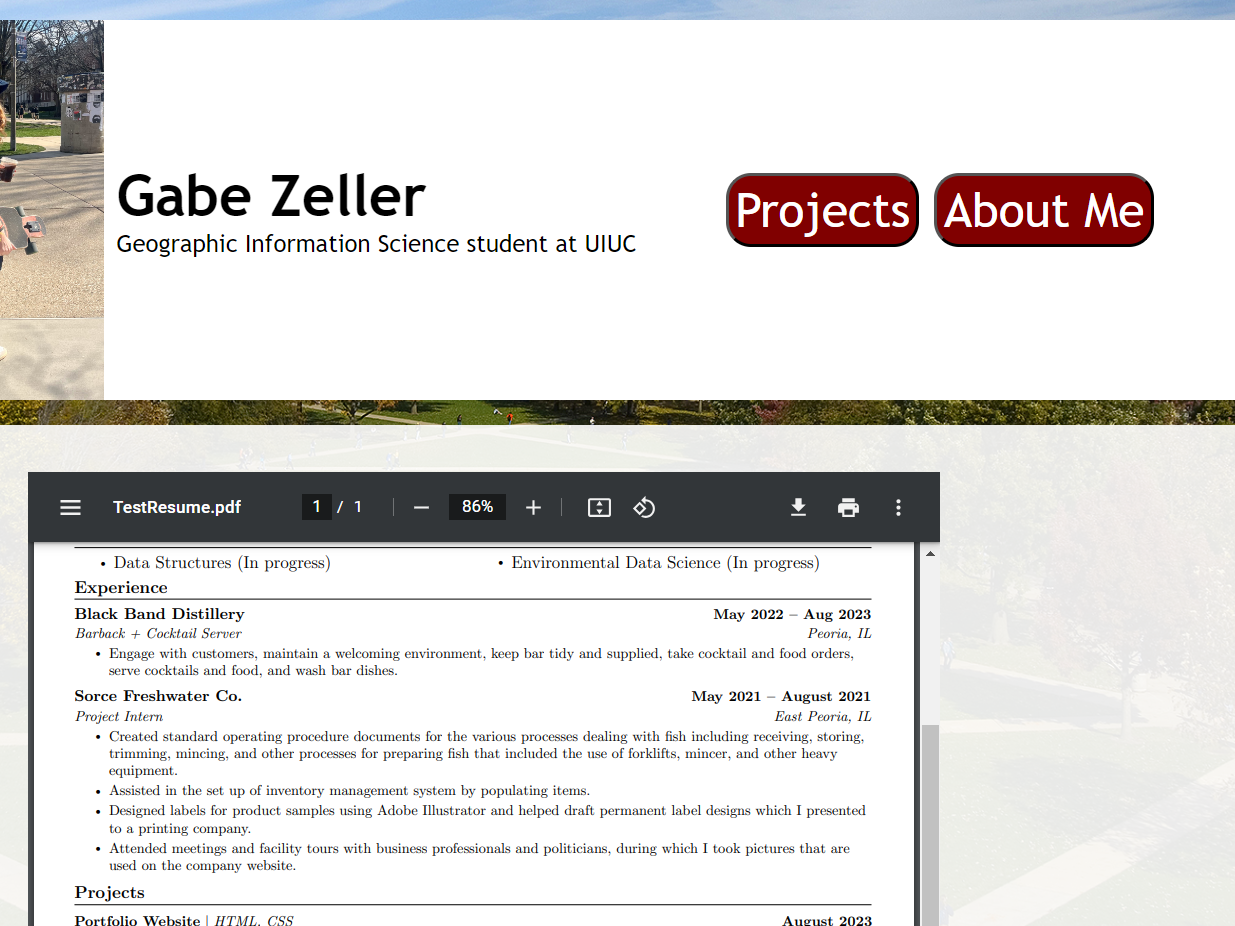 Gabe Zeller
Geographic Information Science student at UIUC
Projects
About Me
TestResume.pdf
1 / 1
86%
• Data Structures (In progress)
• Environmental Data Science (In progress)
Experience
Black Band Distillery
May 2022 – Aug 2023
Barback + Cocktail Server
Peoria, IL
• Engage with customers, maintain a welcoming environment, keep bar tidy and supplied, take cocktail and food orders,
serve cocktails and food, and wash bar dishes.
Sorce Freshwater Co.
May 2021 – August 2021
Project Intern
East Peoria, IL
• Created standard operating procedure documents for the various processes dealing with fish including receiving, storing,
trimming, mincing, and other processes for preparing fish that included the use of forklifts, mincer, and other heavy
equipment.
• Assisted in the set up of inventory management system by populating items.
• Designed labels for product samples using Adobe Illustrator and helped draft permanent label designs which I presented
to a printing company.
• Attended meetings and facility tours with business professionals and politicians, during which I took pictures that are
used on the company website.
Projects
Portfolio Website | HTML, CSS
August 2023